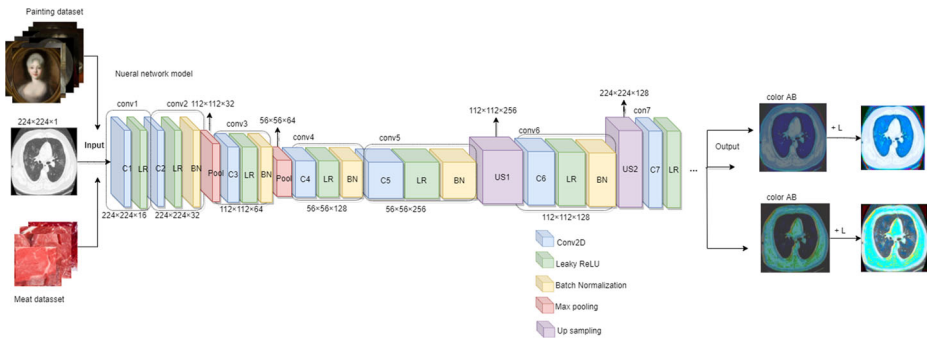 Painting dataset
Nueral network model
224×224×1
Input
Meat datasset
conv1
conv2
112×112×32
conv3
56×56×64
conv4
conv5
112×112×256
conv6
224×224×128
con7
C1
LR
C2
LR
BN
Pool
C3
LR
BN
Pool
C4
LR
BN
C5
LR
BN
US1
C6
LR
BN
US2
C7
LR
...
224×224×16
224×224×32
112×112×64
56×56×128
56×56×256
112×112×128
Conv2D
Leaky ReLU
Batch Normalization
Max pooling
Up sampling
Output
color AB
+ L
color AB
+ L